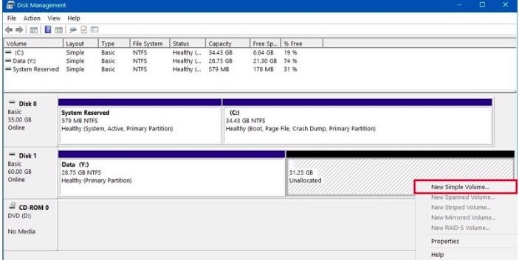 Disk Management
File Action View Help
Volume Layout Type File System Status Capacity Free Sp... % Free
(C:) Simple Basic NTFS Healthy (... 34.43 GB 6.64 GB 19 %
Data (Y:) Simple Basic NTFS Healthy (... 28.75 GB 21.30 GB 74 %
System Reserved Simple Basic NTFS Healthy (... 579 MB 178 MB 31 %
Disk 0
Basic
35.00 GB
Online
System Reserved
579 MB NTFS
Healthy (System, Active, Primary Partition)
(C:)
34.43 GB NTFS
Healthy (Boot, Page File, Crash Dump, Primary Partition)
Disk 1
Basic
60.00 GB
Online
Data (Y:)
28.75 GB NTFS
Healthy (Primary Partition)
31.25 GB
Unallocated
New Simple Volume...
New Spanned Volume...
New Striped Volume...
New Mirrored Volume...
New RAID-5 Volume...
Properties
Help
CD-ROM 0
DVD (D:)
No Media